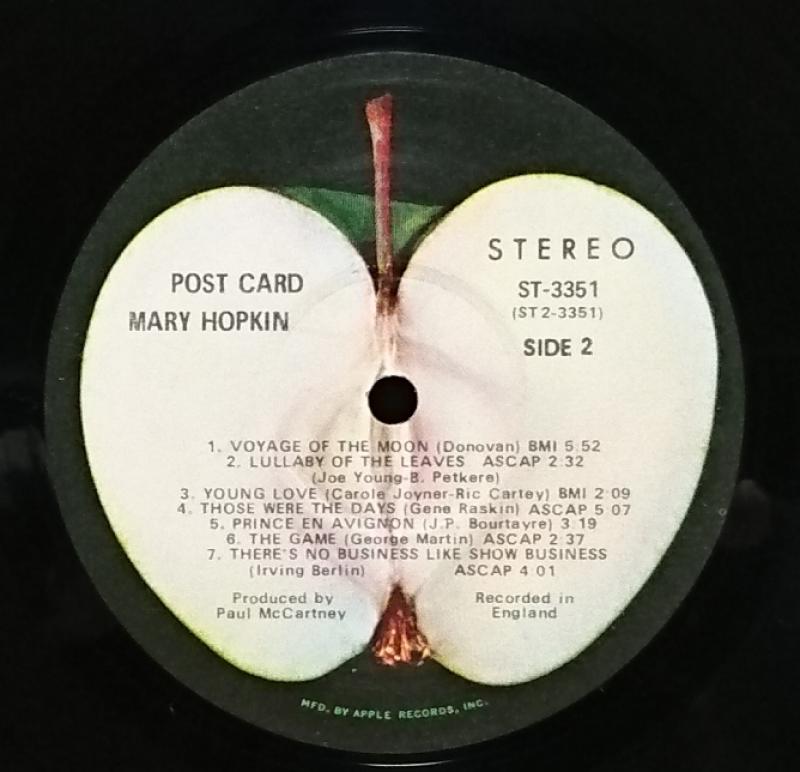 POST CARD
MARY HOPKIN
STEREO
ST-3351
(ST 2-3351)
SIDE 2
1. VOYAGE OF THE MOON (Donovan) BMI 5:52
2. LULLABY OF THE LEAVES ASCAP 2:32
(Joe Young-B. Petkere)
3. YOUNG LOVE (Carole Joyner-Ric Cartey) BMI 2:09
4. THOSE WERE THE DAYS (Gene Raskin) ASCAP 5:07
5. PRINCE EN AVIGNON (J.P. Bourtayre) 3:19
6. THE GAME (George Martin) ASCAP 2:37
7. THERE'S NO BUSINESS LIKE SHOW BUSINESS
(Irving Berlin) ASCAP 4:01
Produced by
Paul McCartney
Recorded in
England
MFD. BY APPLE RECORDS, INC.